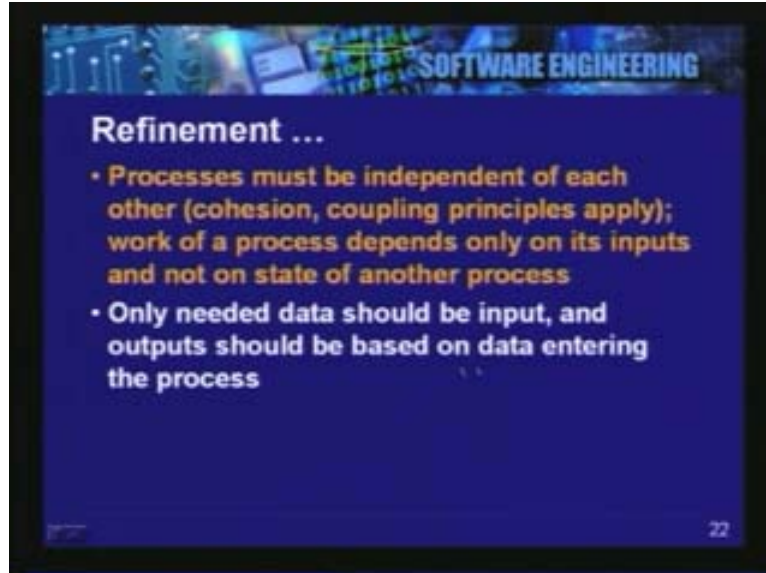 SOFTWARE ENGINEERING
Refinement ...
• Processes must be independent of each
other (cohesion, coupling principles apply);
work of a process depends only on its inputs
and not on state of another process
• Only needed data should be input, and
outputs should be based on data entering
the process
22